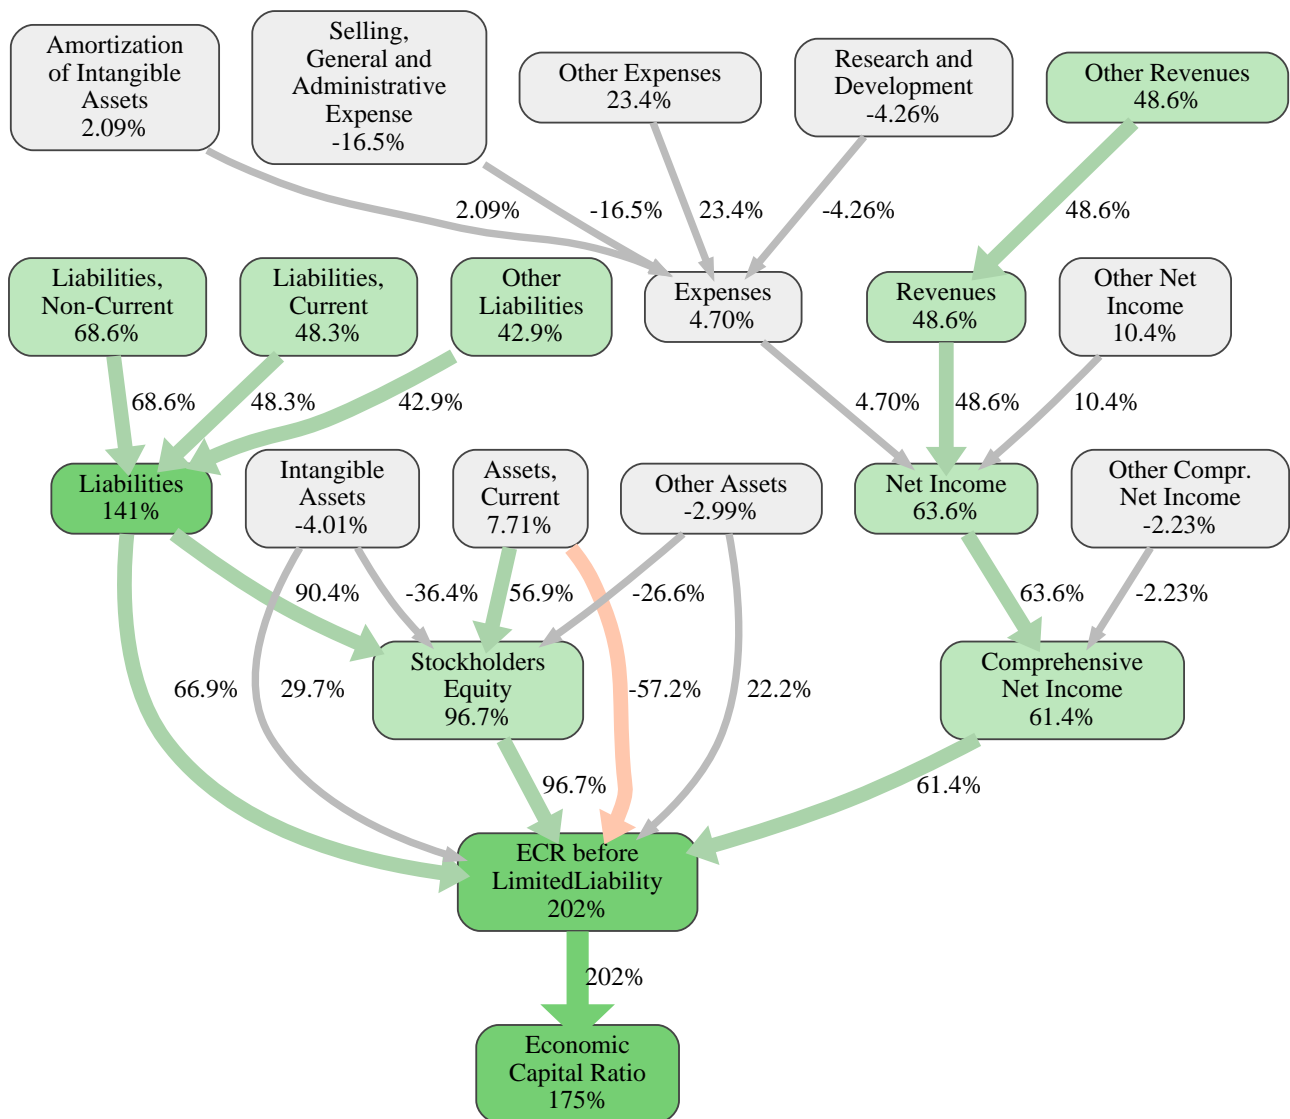 Amortization
of Intangible
Assets
2.09%
Selling,
General and
Administrative
Expense
-16.5%
Other Expenses
23.4%
Research and
Development
-4.26%
Other Revenues
48.6%
2.09%
-16.5%
23.4%
-4.26%
48.6%
Liabilities,
Non-Current
68.6%
Liabilities,
Current
48.3%
Other
Liabilities
42.9%
Expenses
4.70%
Revenues
48.6%
Other Net
Income
10.4%
68.6%
48.3%
42.9%
4.70%
48.6%
10.4%
Liabilities
141%
Intangible
Assets
-4.01%
Assets,
Current
7.71%
Other Assets
-2.99%
Net Income
63.6%
Other Compr.
Net Income
-2.23%
90.4%
-36.4%
56.9%
-26.6%
63.6%
-2.23%
66.9%
29.7%
Stockholders
Equity
96.7%
-57.2%
22.2%
Comprehensive
Net Income
61.4%
96.7%
61.4%
ECR before
LimitedLiability
202%
202%
Economic
Capital Ratio
175%